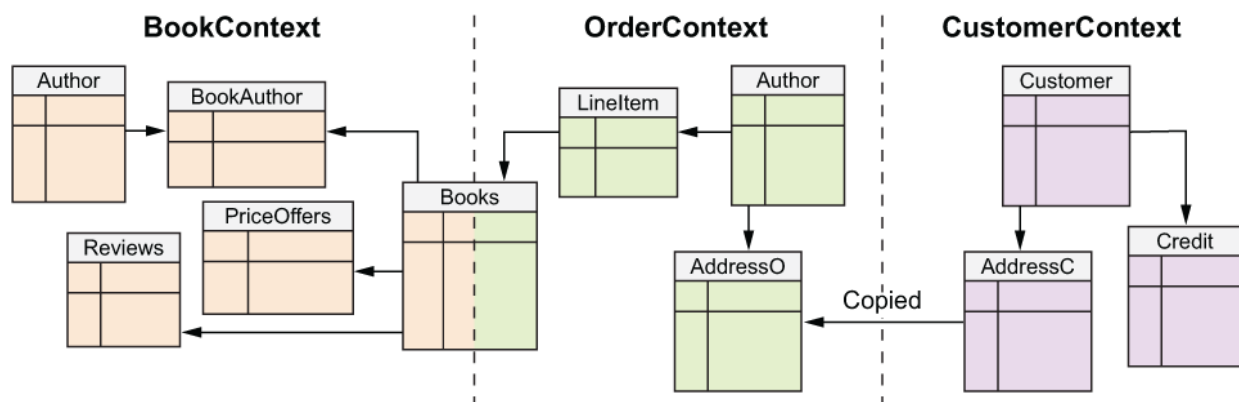 BookContext
OrderContext
CustomerContext
Author
BookAuthor
LineItem
Author
Customer
Books
PriceOffers
Reviews
AddressO
AddressC
Credit
Copied